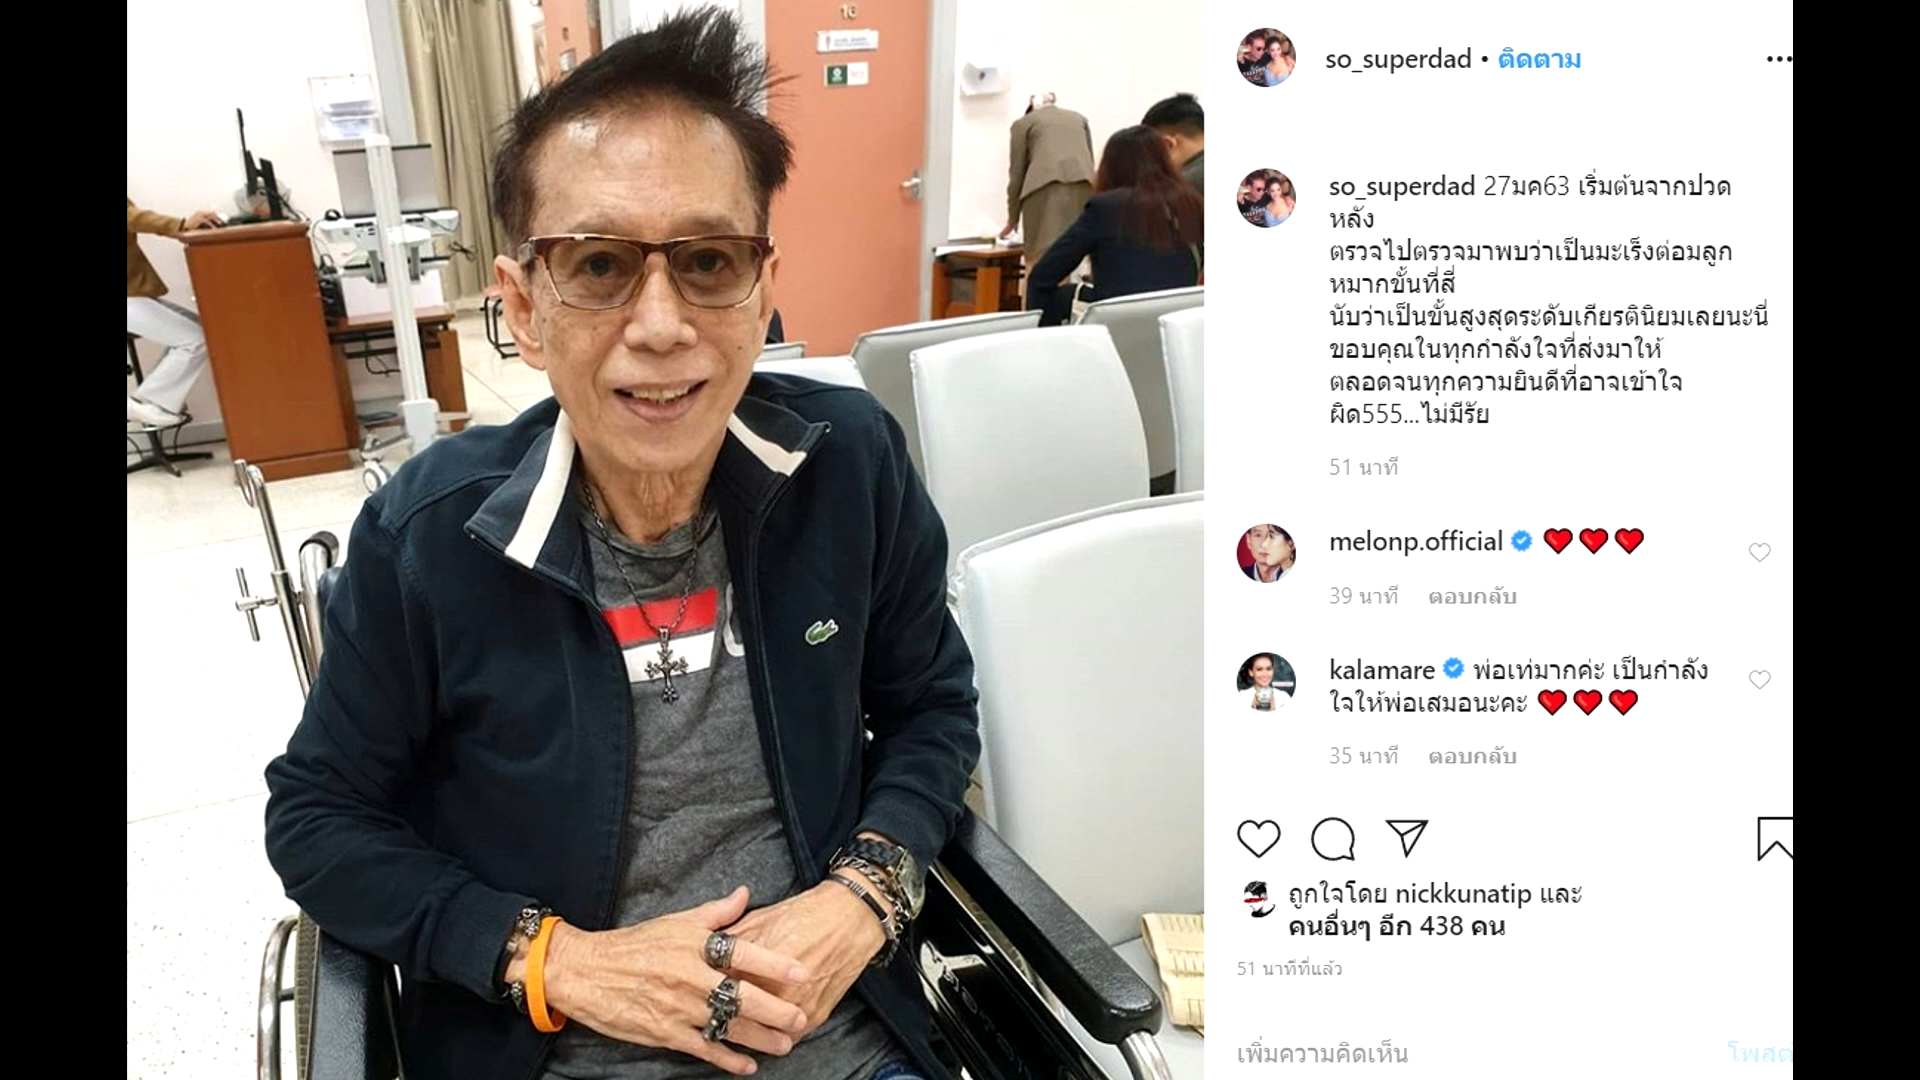 10
so_superdad • ติดตาม
so_superdad 27มค63 เริ่มต้นจากปวด
หลัง
ตรวจไปตรวจมาพบว่าเป็นมะเร็งต่อมลูก
หมากขั้นที่สี่
นับว่าเป็นขั้นสูงสุดระดับเกียรตินิยมเลยนะนี่
ขอบคุณในทุกกำลังใจที่ส่งมาให้
ตลอดจนทุกความยินดีที่อาจเข้าใจ
ผิด555...ไม่มีรัย
51 นาที
melonp.official ❤️❤️❤️
39 นาที ตอบกลับ
kalamare พ่อเท่มากค่ะ เป็นกำลัง
ใจให้พ่อเสมอนะคะ ❤️❤️❤️
35 นาที ตอบกลับ
ถูกใจโดย nickkunatip และ
คนอื่นๆ อีก 438 คน
51 นาทีที่แล้ว
เพิ่มความคิดเห็น
โพสต์